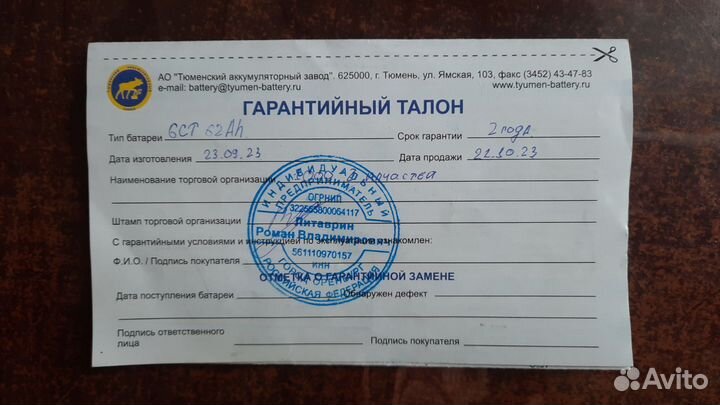 АО "Тюменский аккумуляторный завод". 625000, г. Тюмень, ул. Ямская, 103, факс (3452) 43-47-83
e-mail: battery@tyumen-battery.ru www.tyumen-battery.ru
ГАРАНТИЙНЫЙ ТАЛОН
Тип батареи 6СТ 62Ah Срок гарантии 2 года
Дата изготовления 23.09.23 Дата продажи 22.10.23
Наименование торговой организации
ИНДИВИДУАЛЬНЫЙ
ПРЕДПРИНИМАТЕЛЬ
ОГРНИП
322565800064117
Штамп торговой организации Литаврин
Роман Владимирович
С гарантийными условиями и инструкцией по эксплуатации ознакомлен:
561110970157
Ф.И.О. / Подпись покупателя ИНН
ГОРОД ОРЕНБУРГ
РОССИЙСКАЯ ФЕДЕРАЦИЯ
ОТМЕТКА О ГАРАНТИЙНОЙ ЗАМЕНЕ
Дата поступления батареи Обнаружен дефект
Подпись ответственного
лица Подпись покупателя
Avito